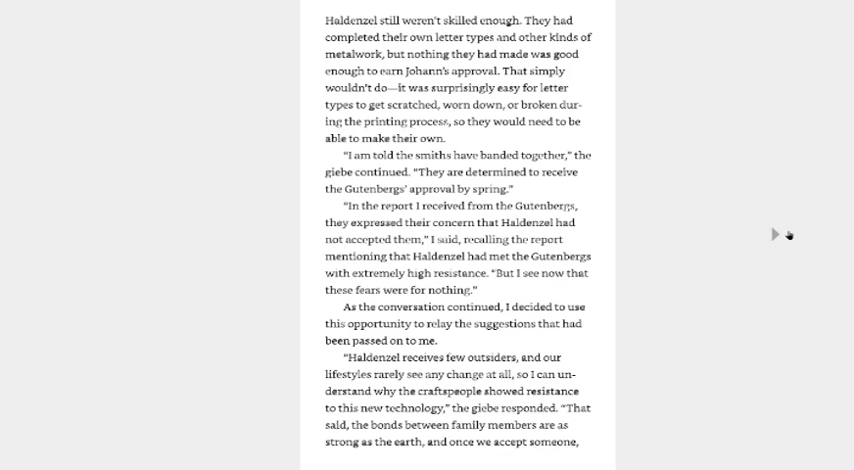 Haldenzel still weren't skilled enough. They had
completed their own letter types and other kinds of
metalwork, but nothing they had made was good
enough to earn Johann's approval. That simply
wouldn't do—it was surprisingly easy for letter
types to get scratched, worn down, or broken dur-
ing the printing process, so they would need to be
able to make their own.
"I am told the smiths have banded together," the
giebe continued. "They are determined to receive
the Gutenbergs' approval by spring."
"In the report I received from the Gutenbergs,
they expressed their concern that Haldenzel had
not accepted them," I said, recalling the report
mentioning that Haldenzel had met the Gutenbergs
with extremely high resistance. "But I see now that
these fears were for nothing."
As the conversation continued, I decided to use
this opportunity to relay the suggestions that had
been passed on to me.
"Haldenzel receives few outsiders, and our
lifestyles rarely see any change at all, so I can un-
derstand why the craftspeople showed resistance
to this new technology," the giebe responded. "That
said, the bonds between family members are as
strong as the earth, and once we accept someone,